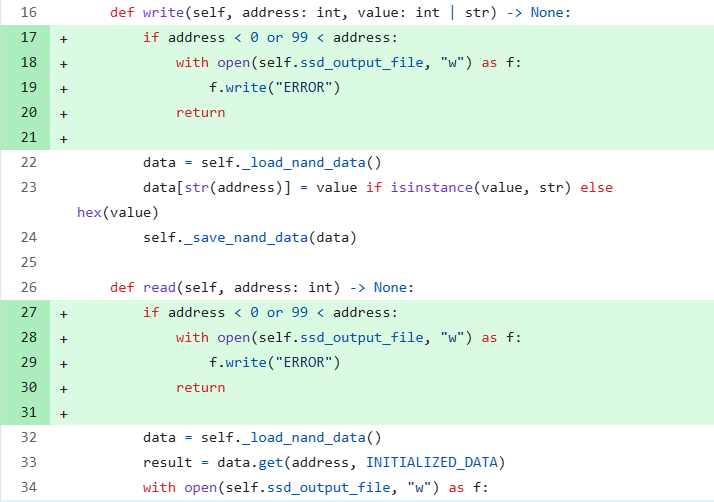 16 def write(self, address: int, value: int | str) -> None:
17 + if address < 0 or 99 < address:
18 + with open(self.ssd_output_file, "w") as f:
19 + f.write("ERROR")
20 + return
21 +
22 data = self._load_nand_data()
23 data[str(address)] = value if isinstance(value, str) else
hex(value)
24 self._save_nand_data(data)
25
26 def read(self, address: int) -> None:
27 + if address < 0 or 99 < address:
28 + with open(self.ssd_output_file, "w") as f:
29 + f.write("ERROR")
30 + return
31 +
32 data = self._load_nand_data()
33 result = data.get(address, INITIALIZED_DATA)
34 with open(self.ssd_output_file, "w") as f: